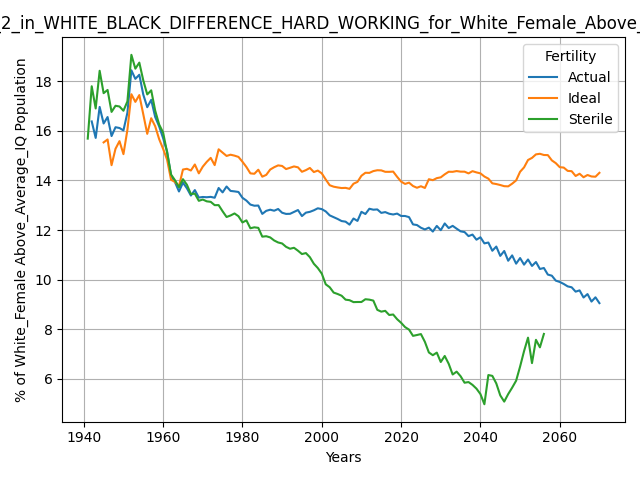 _2_in_WHITE_BLACK_DIFFERENCE_HARD_WORKING_for_White_Female_Above_
Fertility
Actual
Ideal
Sterile
% of White_Female Above_Average_IQ Population
18
16
14
12
10
8
6
1940
1960
1980
2000
2020
2040
2060
Years